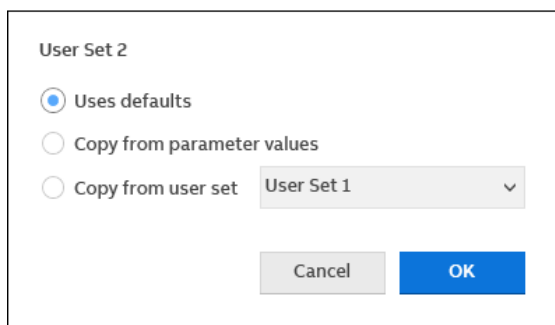 User Set 2
Uses defaults
Copy from parameter values
Copy from user set User Set 1
Cancel OK